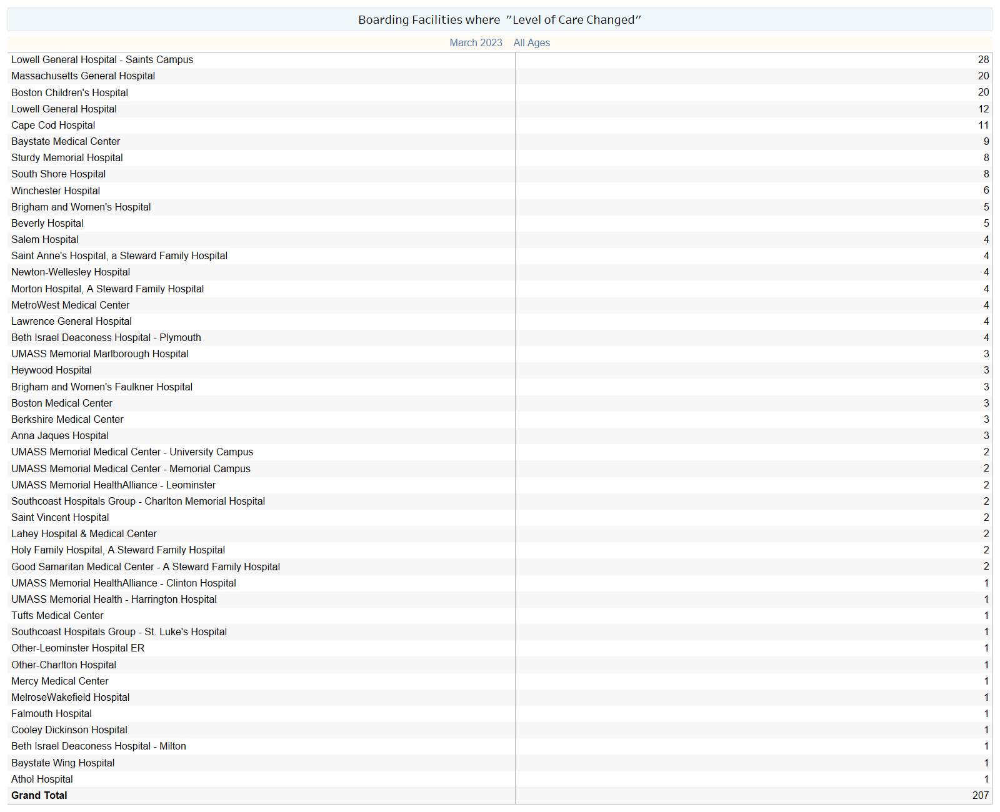 Boarding Facilities where "Level of Care Changed"
March 2023 All Ages
Lowell General Hospital - Saints Campus 28
Massachusetts General Hospital 20
Boston Children's Hospital 20
Lowell General Hospital 12
Cape Cod Hospital 11
Baystate Medical Center 9
Sturdy Memorial Hospital 8
South Shore Hospital 8
Winchester Hospital 6
Brigham and Women's Hospital 5
Beverly Hospital 5
Salem Hospital 4
Saint Anne's Hospital, a Steward Family Hospital 4
Newton-Wellesley Hospital 4
Morton Hospital, A Steward Family Hospital 4
MetroWest Medical Center 4
Lawrence General Hospital 4
Beth Israel Deaconess Hospital - Plymouth 4
UMASS Memorial Marlborough Hospital 3
Heywood Hospital 3
Brigham and Women's Faulkner Hospital 3
Boston Medical Center 3
Berkshire Medical Center 3
Anna Jaques Hospital 3
UMASS Memorial Medical Center - University Campus 2
UMASS Memorial Medical Center - Memorial Campus 2
UMASS Memorial HealthAlliance - Leominster 2
Southcoast Hospitals Group - Charlton Memorial Hospital 2
Saint Vincent Hospital 2
Lahey Hospital & Medical Center 2
Holy Family Hospital, A Steward Family Hospital 2
Good Samaritan Medical Center - A Steward Family Hospital 2
UMASS Memorial HealthAlliance - Clinton Hospital 1
UMASS Memorial Health - Harrington Hospital 1
Tufts Medical Center 1
Southcoast Hospitals Group - St. Luke's Hospital 1
Other-Leominster Hospital ER 1
Other-Charlton Hospital 1
Mercy Medical Center 1
MelroseWakefield Hospital 1
Falmouth Hospital 1
Cooley Dickinson Hospital 1
Beth Israel Deaconess Hospital - Milton 1
Baystate Wing Hospital 1
Athol Hospital 1
Grand Total 207